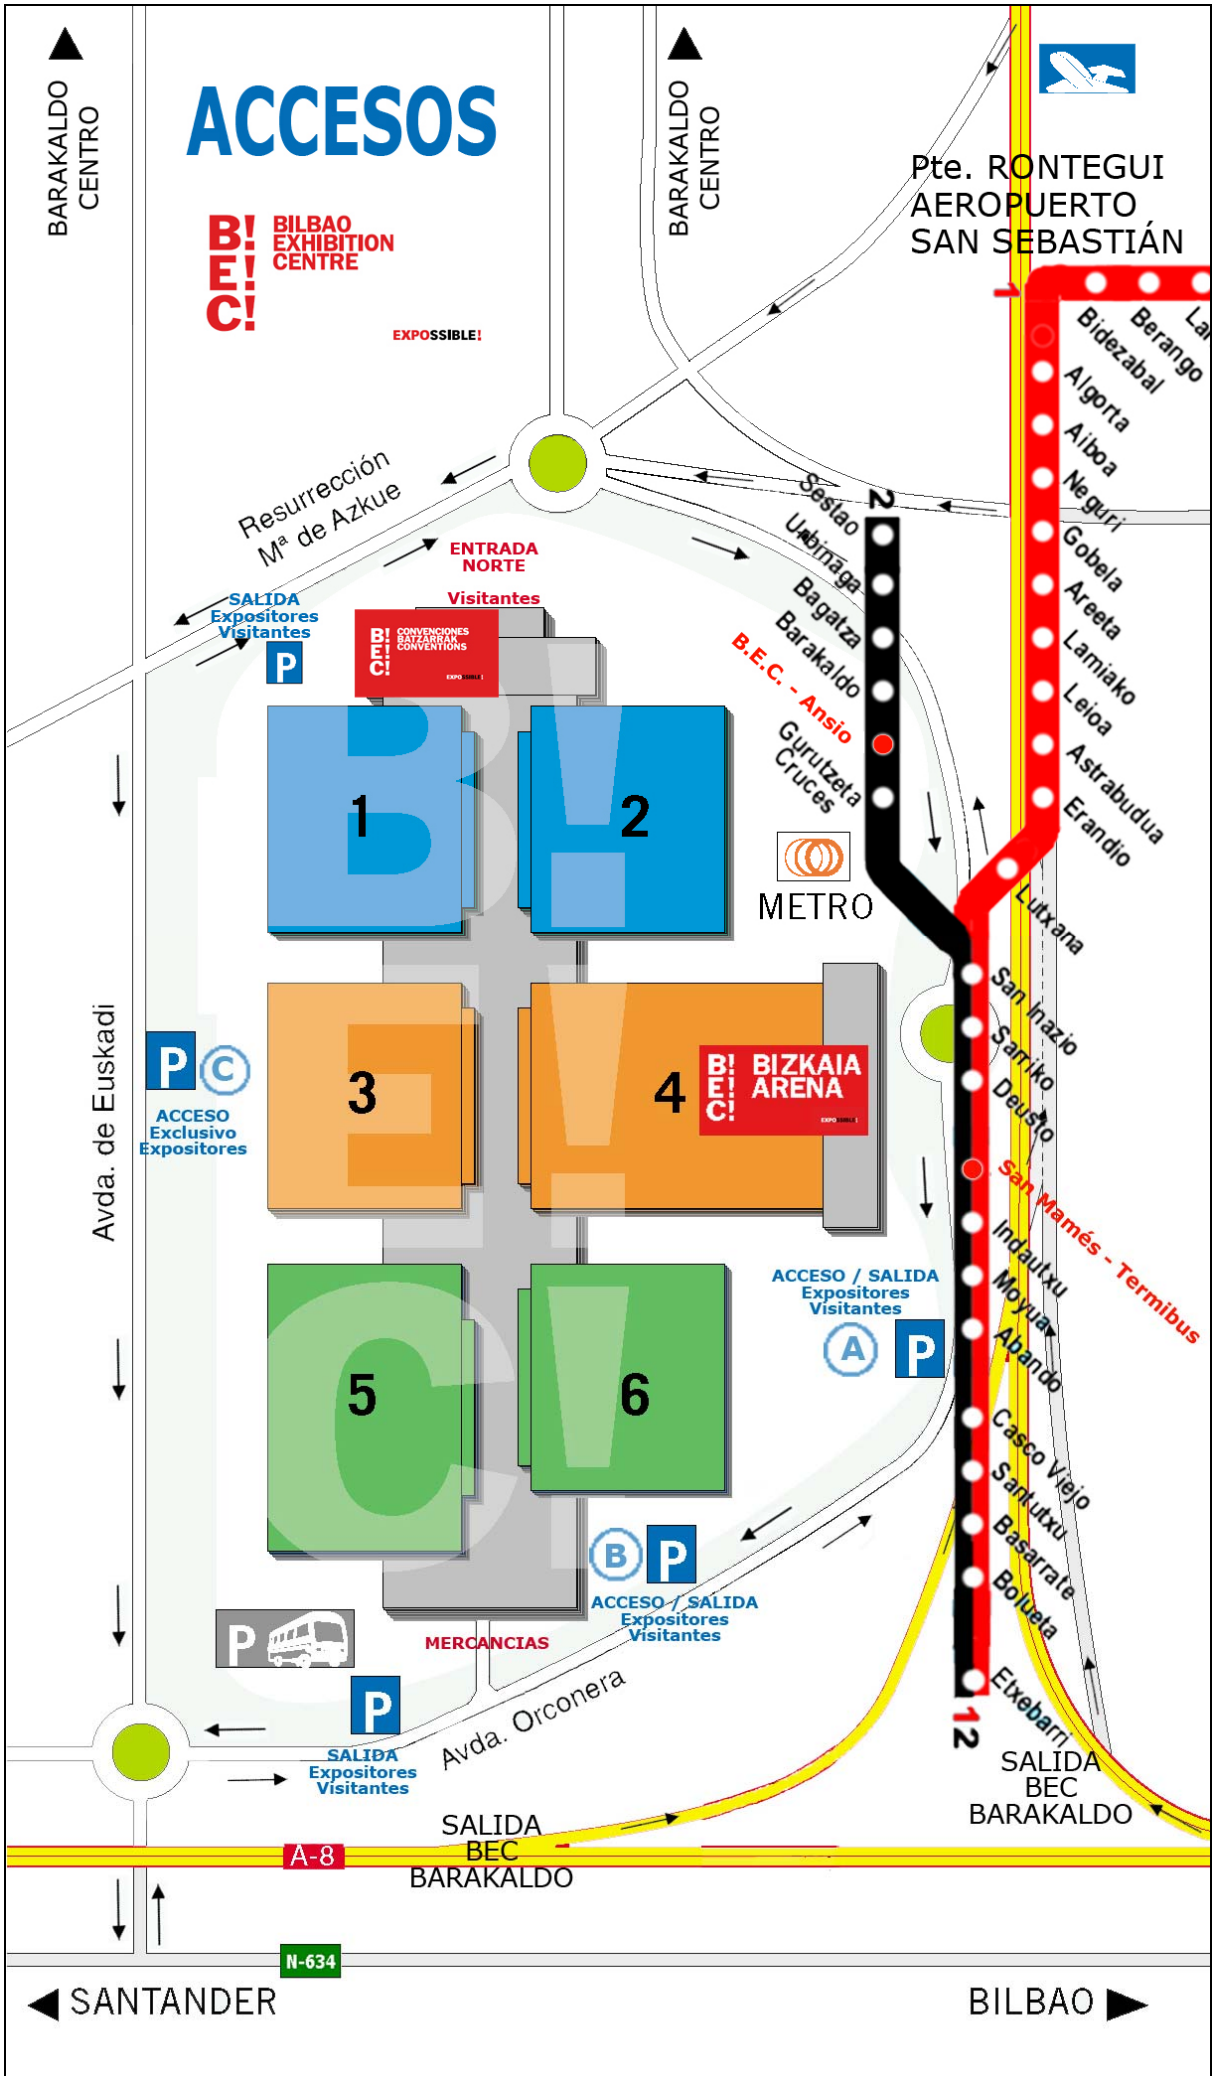 BARAKALDO
CENTRO
ACCESOS
B! BILBAO
E! EXHIBITION
C! CENTRE
EXPOSSIBLE!
BARAKALDO
CENTRO
Pte. RONTEGUI
AEROPUERTO
SAN SEBASTIÁN
1
Bidezabal
Berango
Algorta
Aiboa
Neguri
Gobela
Areeta
Lamiako
Leioa
Astrabudua
Erandio
Lutxana
2
Sestao
Urbinaga
Bagatza
Barakaldo
B.E.C. - Ansio
Gurutzeta
Cruces
METRO
San Inazio
Sarriko
Deusto
San Mamés - Termibus
Indautxu
Moyua
Abando
Casco Viejo
Santutxu
Basarrate
Bolueta
Etxebarri
1
2
Resurrección
Mª de Azkue
ENTRADA
NORTE
Visitantes
SALIDA
Expositores
Visitantes
P
B! CONVENCIONES
E! BATZARRAK
C! CONVENTIONS
EXPOSSIBLE!
B!
E!
C!
1
2
3
4
5
6
B! BIZKAIA
E! ARENA
C!
EXPOSSIBLE!
Avda. de Euskadi
P C
ACCESO
Exclusivo
Expositores
ACCESO / SALIDA
Expositores
Visitantes
A P
B P
ACCESO / SALIDA
Expositores
Visitantes
P
MERCANCIAS
P
SALIDA
Expositores
Visitantes
Avda. Orconera
SALIDA
BEC
BARAKALDO
SALIDA
BEC
BARAKALDO
A-8
N-634
SANTANDER
BILBAO